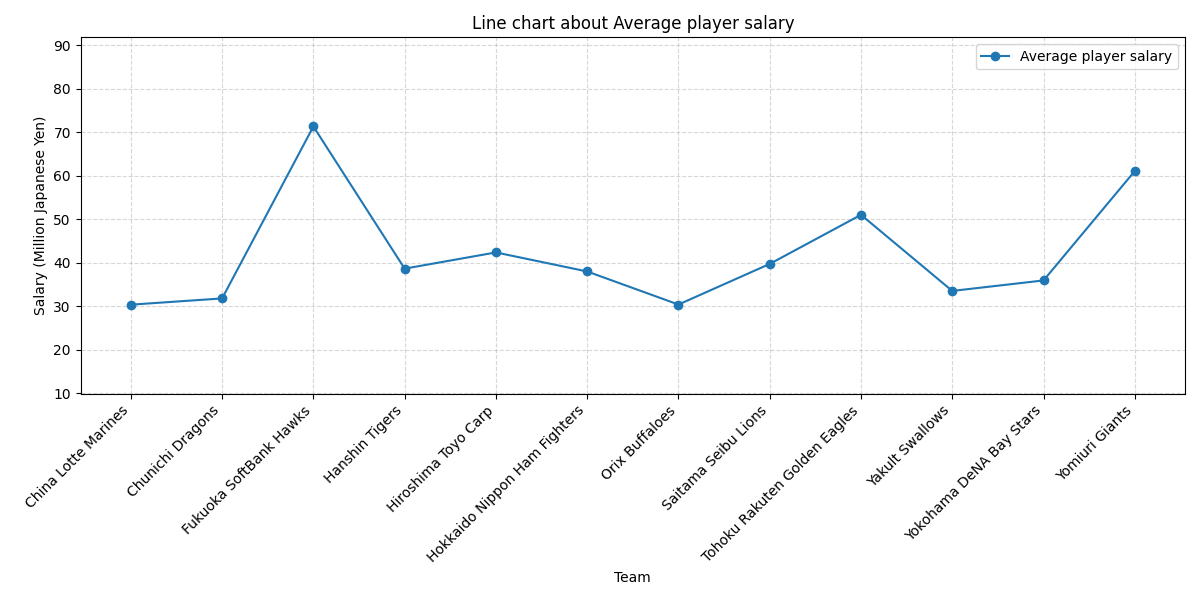 Line chart about Average player salary
Average player salary
Salary (Million Japanese Yen)
90
80
70
60
50
40
30
20
10
China Lotte Marines
Chunichi Dragons
Fukuoka SoftBank Hawks
Hanshin Tigers
Hiroshima Toyo Carp
Hokkaido Nippon Ham Fighters
Orix Buffaloes
Saitama Seibu Lions
Tohoku Rakuten Golden Eagles
Yakult Swallows
Yokohama DeNA Bay Stars
Yomiuri Giants
Team